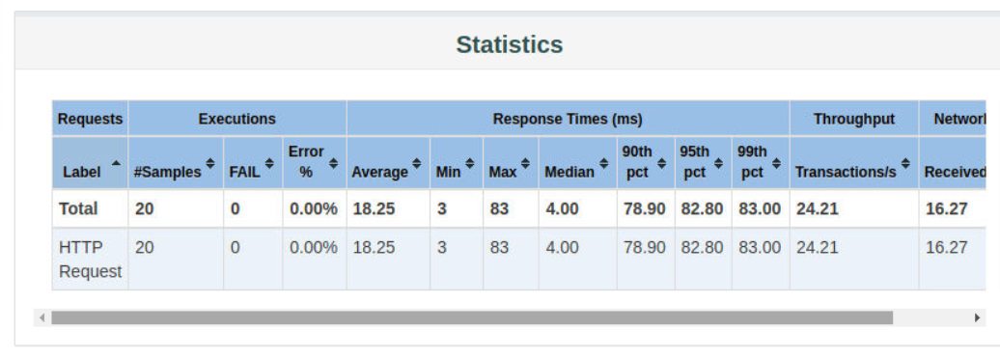 Statistics
Requests Executions Response Times (ms) Throughput Network
Label #Samples FAIL Error % Average Min Max Median 90th pct 95th pct 99th pct Transactions/s Received
Total 20 0 0.00% 18.25 3 83 4.00 78.90 82.80 83.00 24.21 16.27
HTTP Request 20 0 0.00% 18.25 3 83 4.00 78.90 82.80 83.00 24.21 16.27